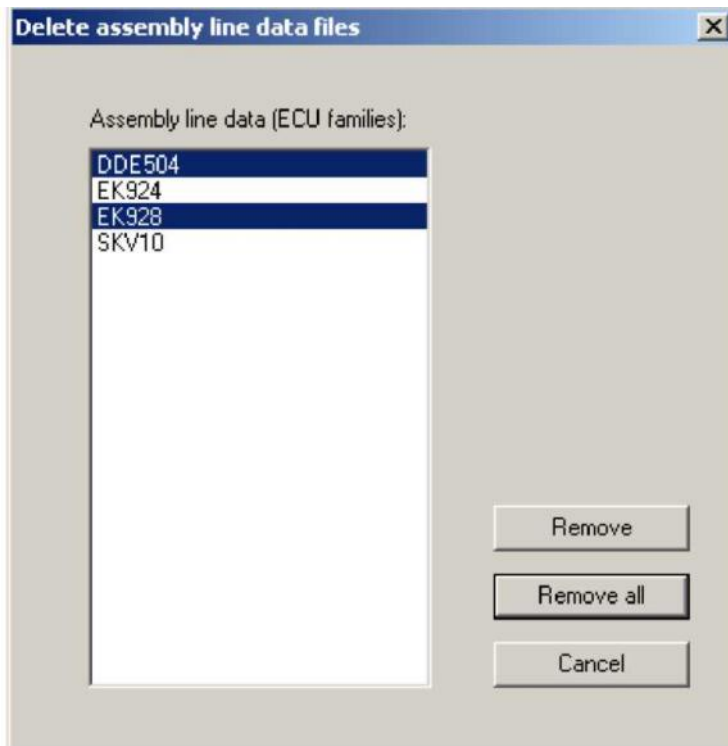 Delete assembly line data files
Assembly line data (ECU families):
DDE504
EK924
EK928
SKV10
Remove
Remove all
Cancel